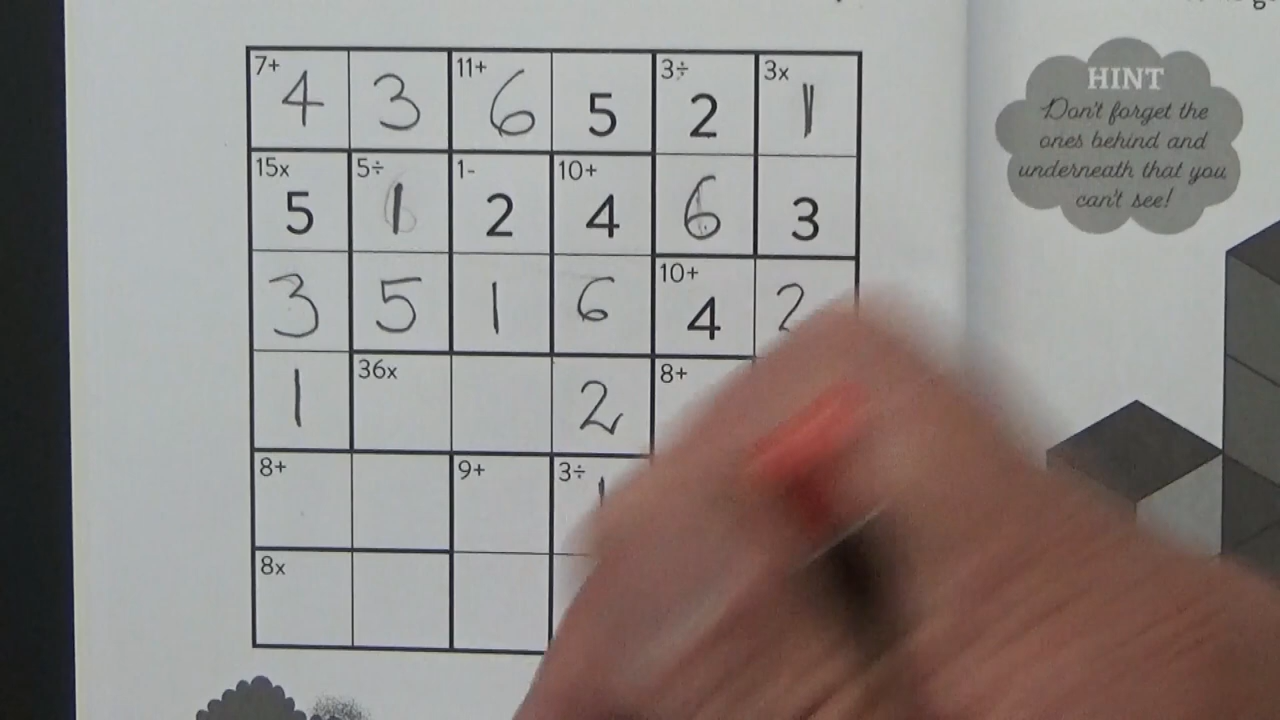 7+ 11+ 3÷ 3x
4 3 6 5 2 1
15x 5÷ 1- 10+
5 1 2 4 6 3
10+
3 5 1 6 4 2
36x 8+
1 2
8+ 9+ 3÷
1
8x
HINT
Don't forget the
ones behind and
underneath that you
can't see!